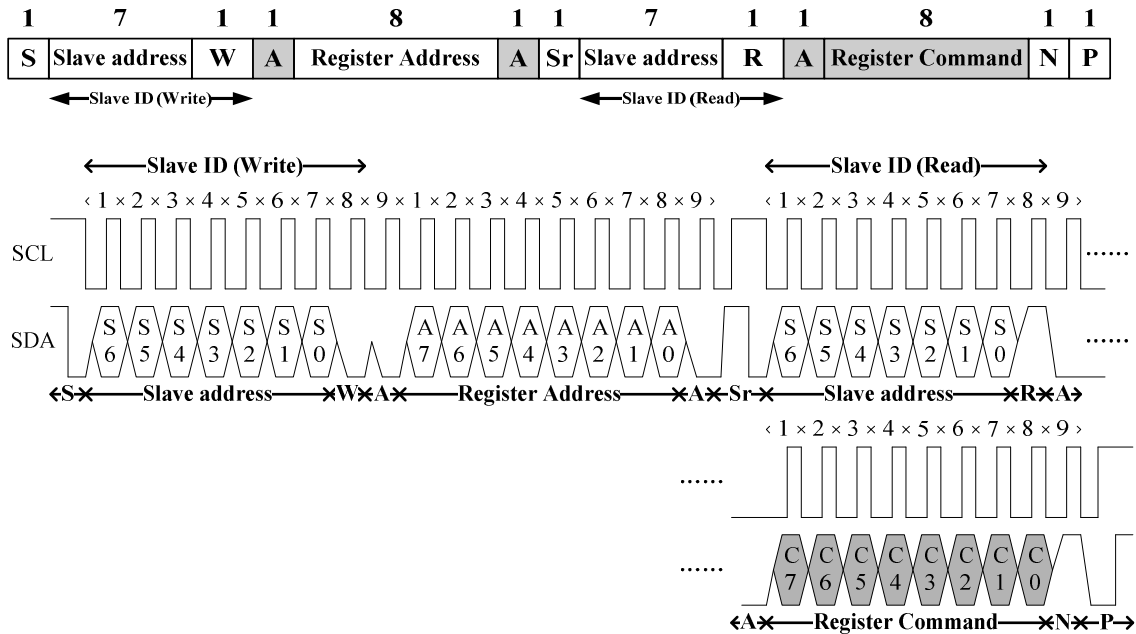 1 7 1 1 8 1 1 7 1 1 8 1 1
S Slave address W A Register Address A Sr Slave address R A Register Command N P
Slave ID (Write) Slave ID (Read)
Slave ID (Write) Slave ID (Read)
‹ 1 × 2 × 3 × 4 × 5 × 6 × 7 × 8 × 9 × 1 × 2 × 3 × 4 × 5 × 6 × 7 × 8 × 9 › ‹ 1 × 2 × 3 × 4 × 5 × 6 × 7 × 8 × 9 ›
SCL ......
SDA S6 S5 S4 S3 S2 S1 S0 A7 A6 A5 A4 A3 A2 A1 A0 S6 S5 S4 S3 S2 S1 S0 ......
S Slave address W A Register Address A Sr Slave address R A
‹ 1 × 2 × 3 × 4 × 5 × 6 × 7 × 8 × 9 ›
......
...... C7 C6 C5 C4 C3 C2 C1 C0
A Register Command N P